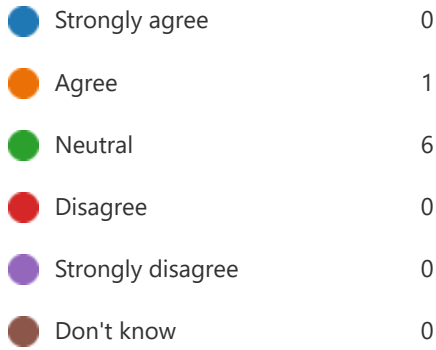 Strongly agree 0
Agree 1
Neutral 6
Disagree 0
Strongly disagree 0
Don't know 0